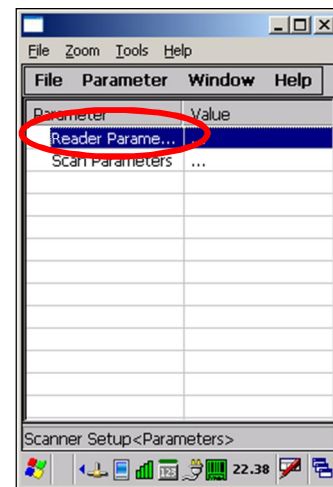 File Zoom Tools Help
File Parameter Window Help
Parameter Value
Reader Parame... ...
Scan Parameters ...
Scanner Setup<Parameters>
123 22.38